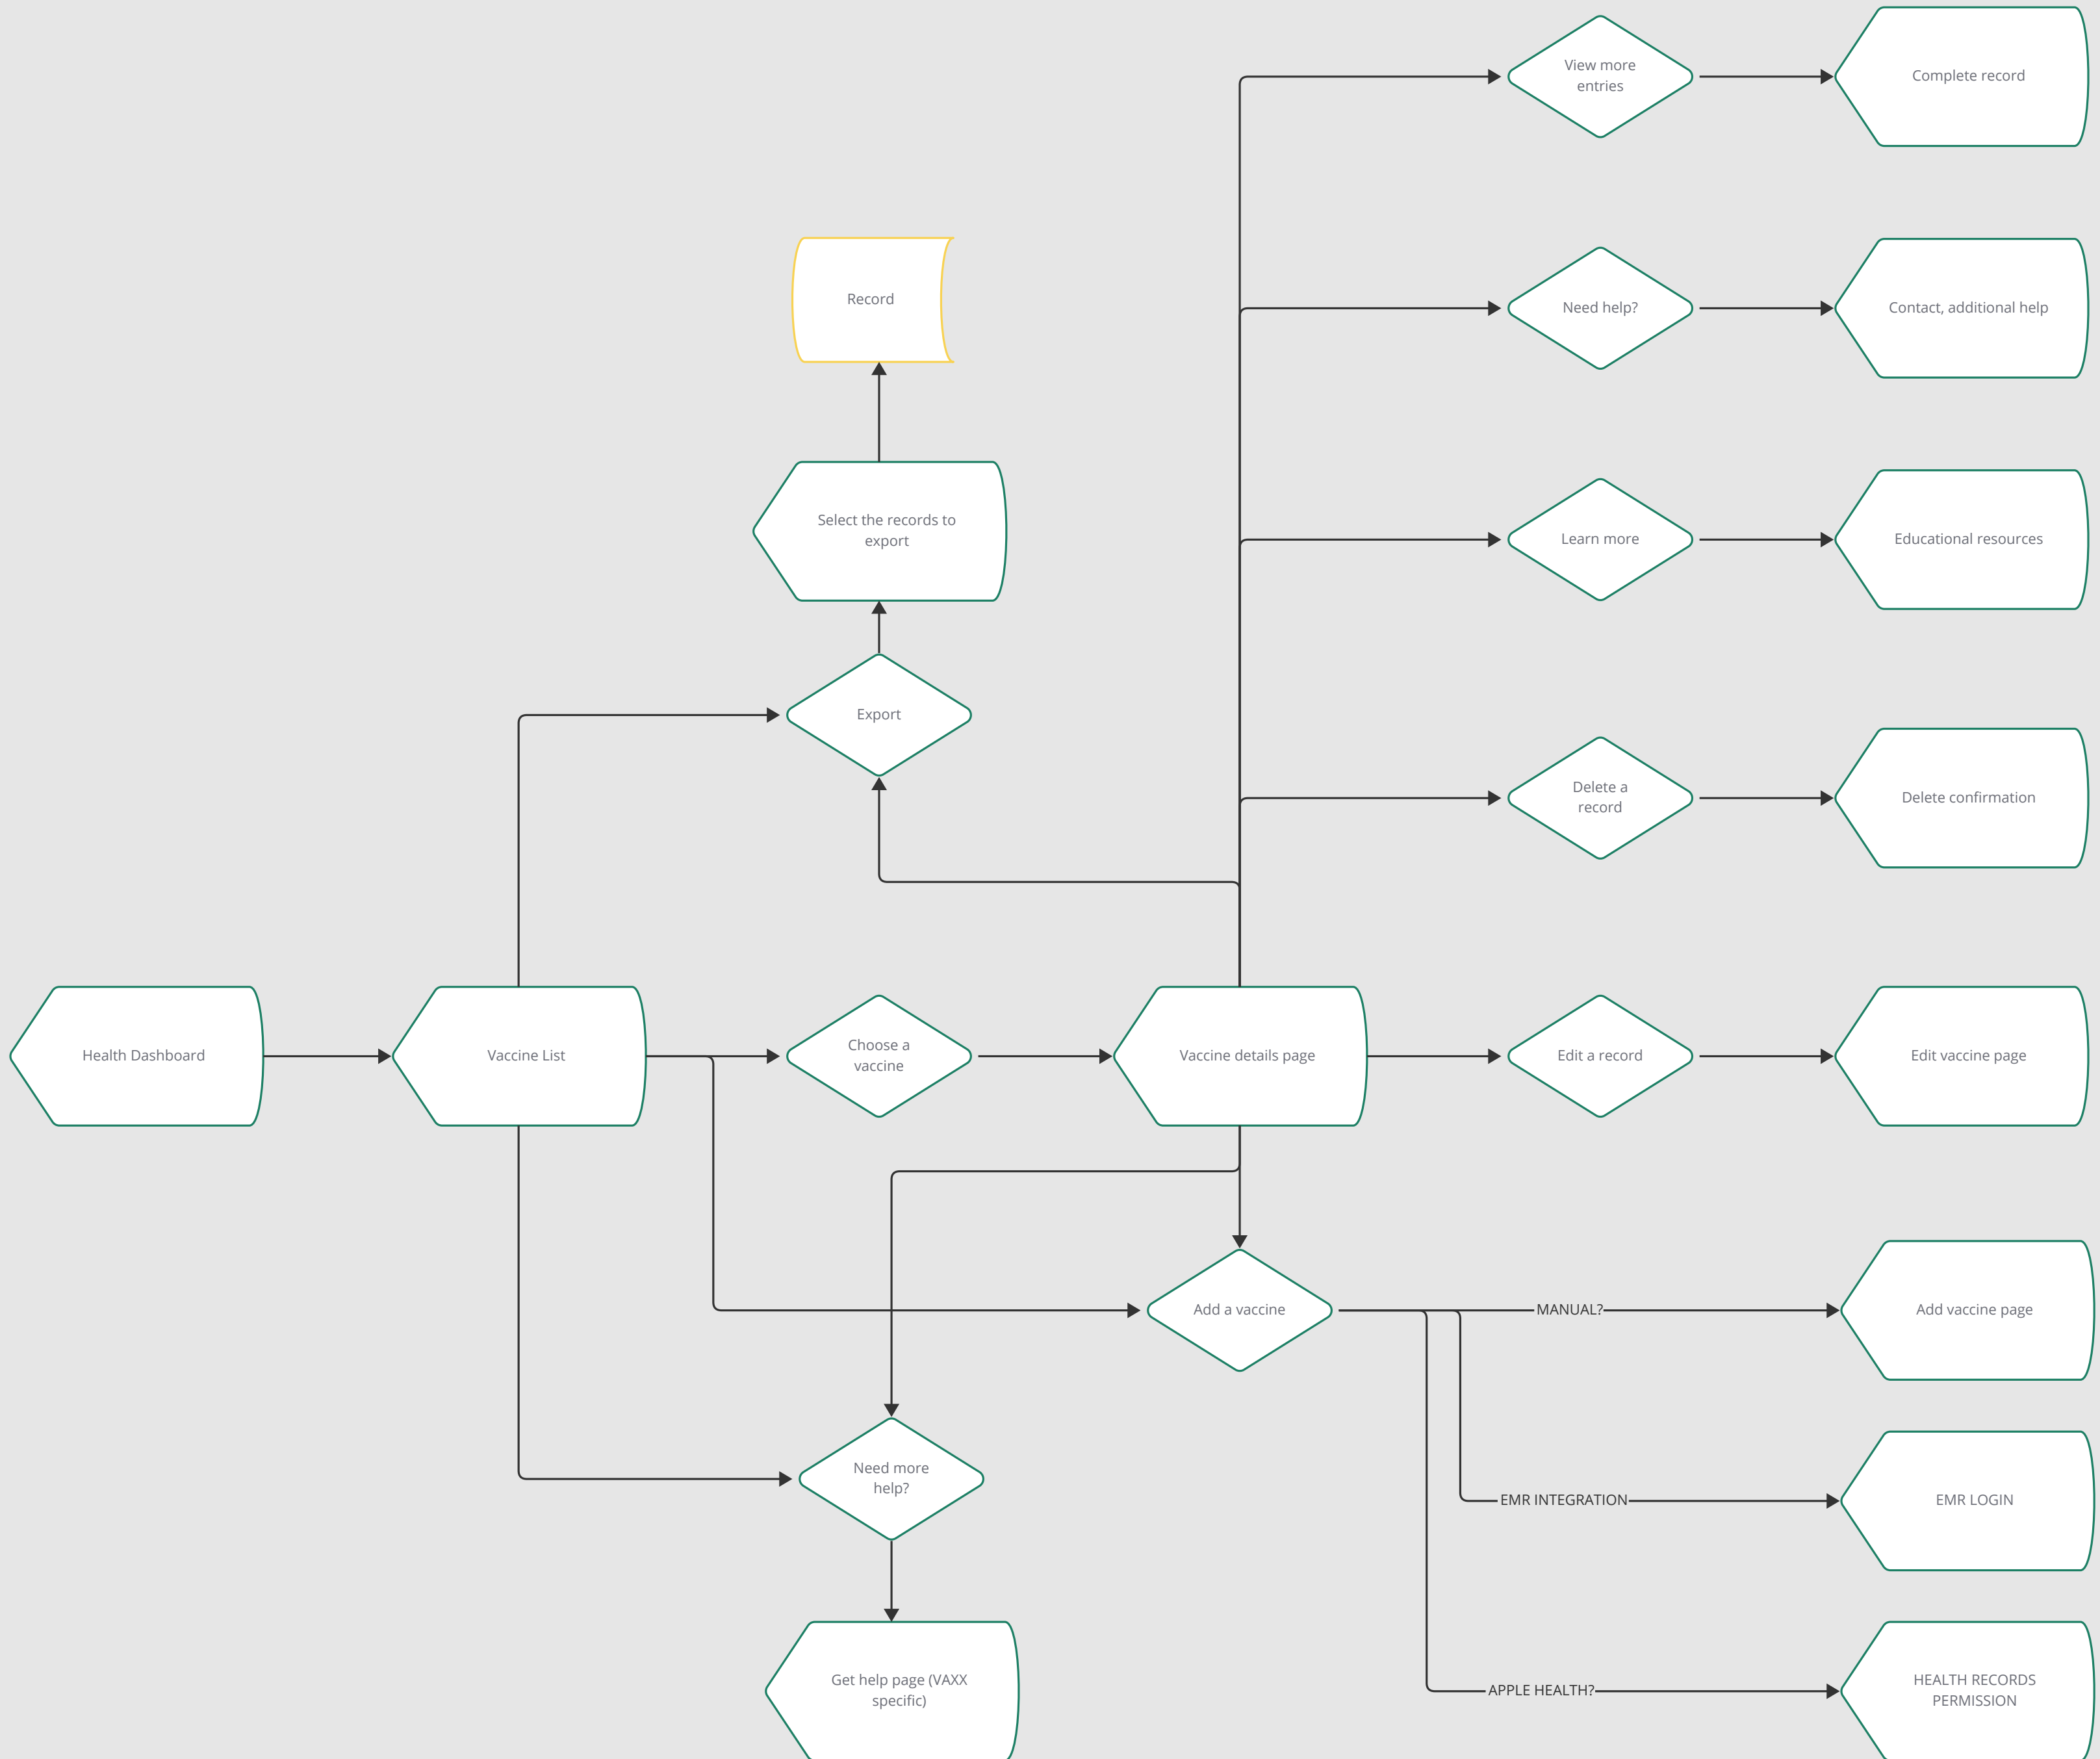 View more
entries
Complete record
Record
Need help?
Contact, additional help
Select the records to
export
Learn more
Educational resources
Export
Delete a
record
Delete confirmation
Health Dashboard
Vaccine List
Choose a
vaccine
Vaccine details page
Edit a record
Edit vaccine page
Add a vaccine
MANUAL?
Add vaccine page
Need more
help?
EMR INTEGRATION
EMR LOGIN
Get help page (VAXX
specific)
APPLE HEALTH?
HEALTH RECORDS
PERMISSION